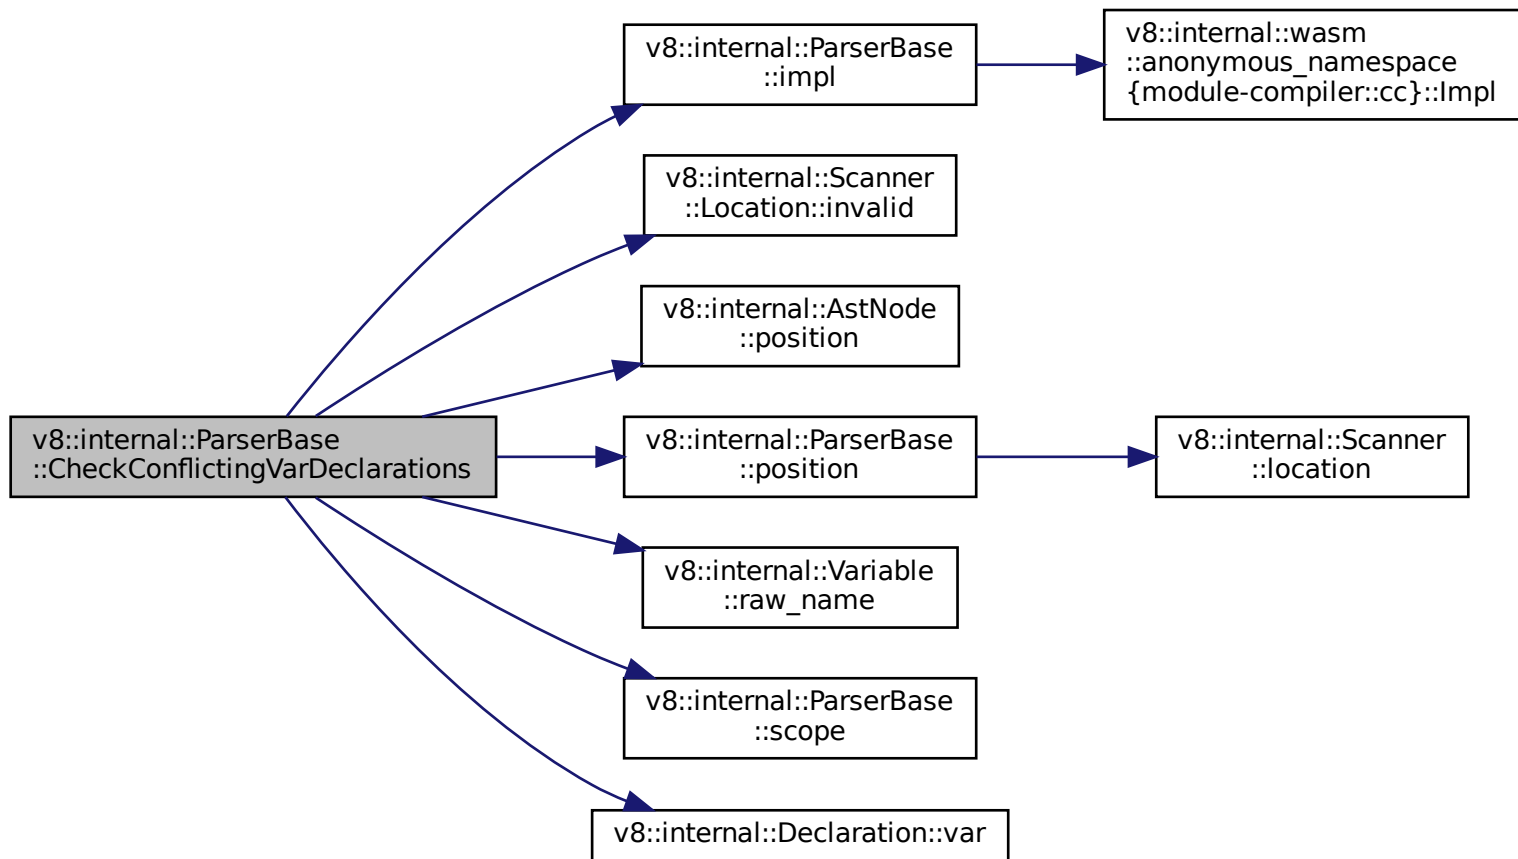 v8::internal::ParserBase
::impl
v8::internal::wasm
::anonymous_namespace
{module-compiler::cc}::Impl
v8::internal::Scanner
::Location::invalid
v8::internal::AstNode
::position
v8::internal::ParserBase
::CheckConflictingVarDeclarations
v8::internal::ParserBase
::position
v8::internal::Scanner
::location
v8::internal::Variable
::raw_name
v8::internal::ParserBase
::scope
v8::internal::Declaration::var